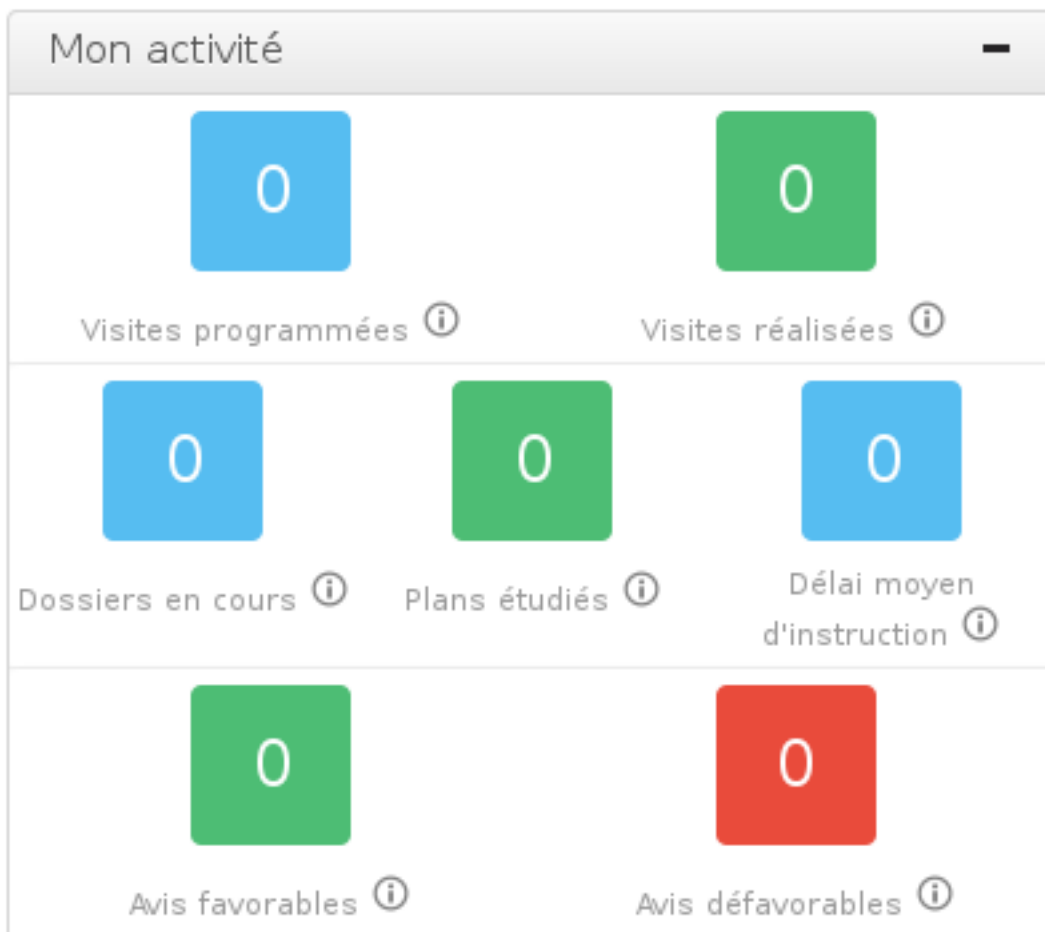 Mon activité
0 0
Visites programmées Visites réalisées
0 0 0
Dossiers en cours Plans étudiés Délai moyen
d'instruction
0 0
Avis favorables Avis défavorables